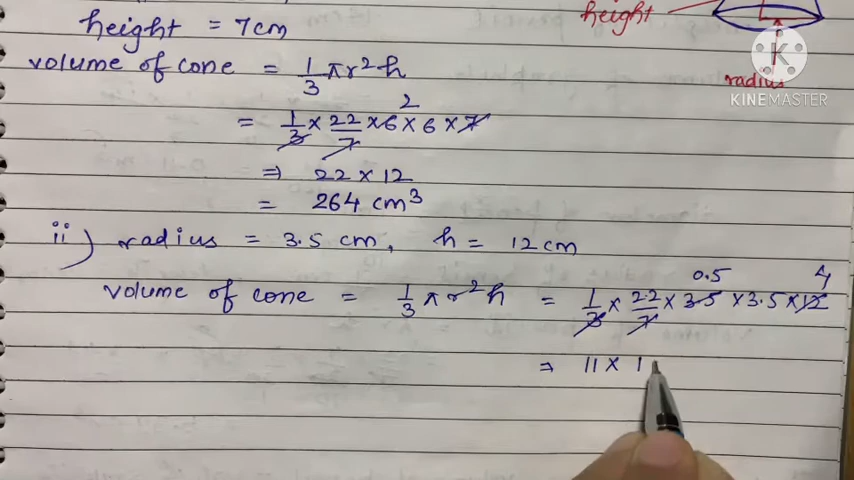 height = 7cm
height
radius
KINEMASTER
volume of cone = 1/3 πr²h
2
= 1/3 × 22/7 × 6 × 6 × 7
⇒ 22 × 12
= 264 cm³
ii) radius = 3.5 cm, h = 12 cm
0.5 4
volume of cone = 1/3 πr²h = 1/3 × 22/7 × 3.5 × 3.5 × 12
⇒ 11 × 1